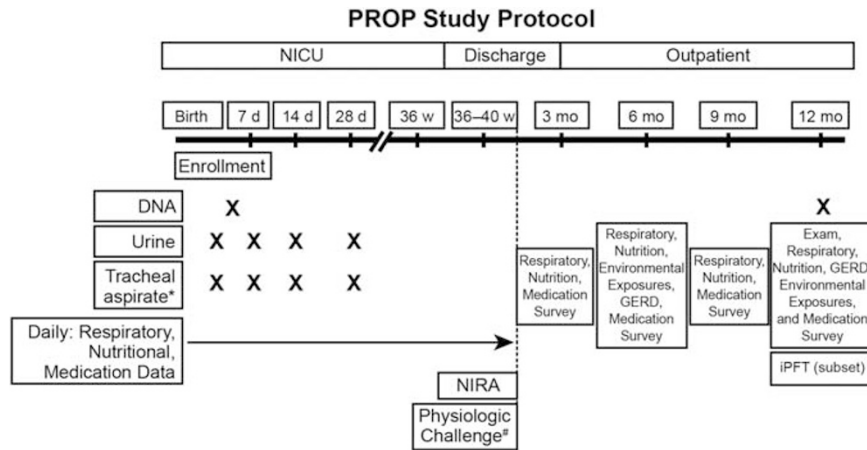 PROP Study Protocol
NICU Discharge Outpatient
Birth 7 d 14 d 28 d 36 w 36–40 w 3 mo 6 mo 9 mo 12 mo
Enrollment
DNA X X
Urine X X X X
Tracheal
aspirate* X X X X
Daily: Respiratory,
Nutritional,
Medication Data
Respiratory,
Nutrition,
Medication
Survey
Respiratory,
Nutrition,
Environmental
Exposures,
GERD,
Medication
Survey
Respiratory,
Nutrition,
Medication
Survey
Exam,
Respiratory,
Nutrition, GERD,
Environmental
Exposures,
and Medication
Survey
iPFT (subset)
NIRA
Physiologic
Challenge#